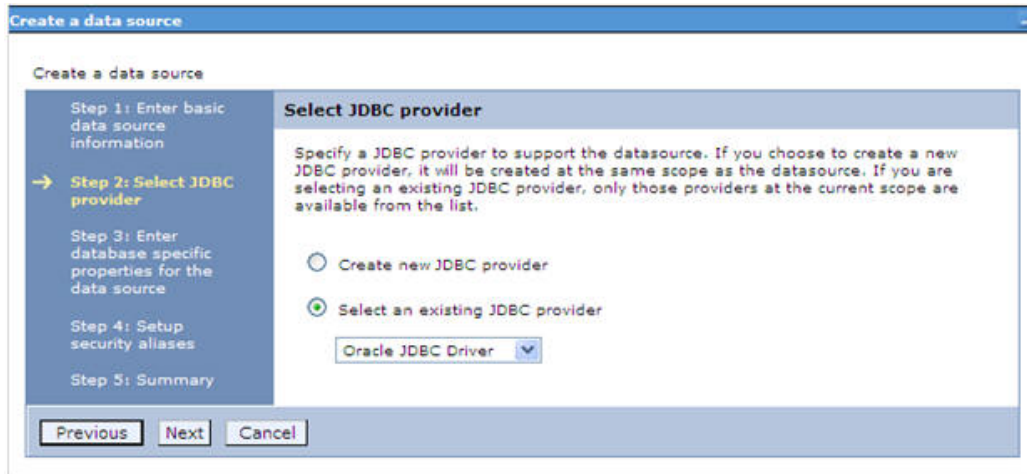 Create a data source
Create a data source
Step 1: Enter basic
data source
information
Step 2: Select JDBC
provider
Step 3: Enter
database specific
properties for the
data source
Step 4: Setup
security aliases
Step 5: Summary
Select JDBC provider
Specify a JDBC provider to support the datasource. If you choose to create a new
JDBC provider, it will be created at the same scope as the datasource. If you are
selecting an existing JDBC provider, only those providers at the current scope are
available from the list.
Create new JDBC provider
Select an existing JDBC provider
Oracle JDBC Driver
Previous Next Cancel